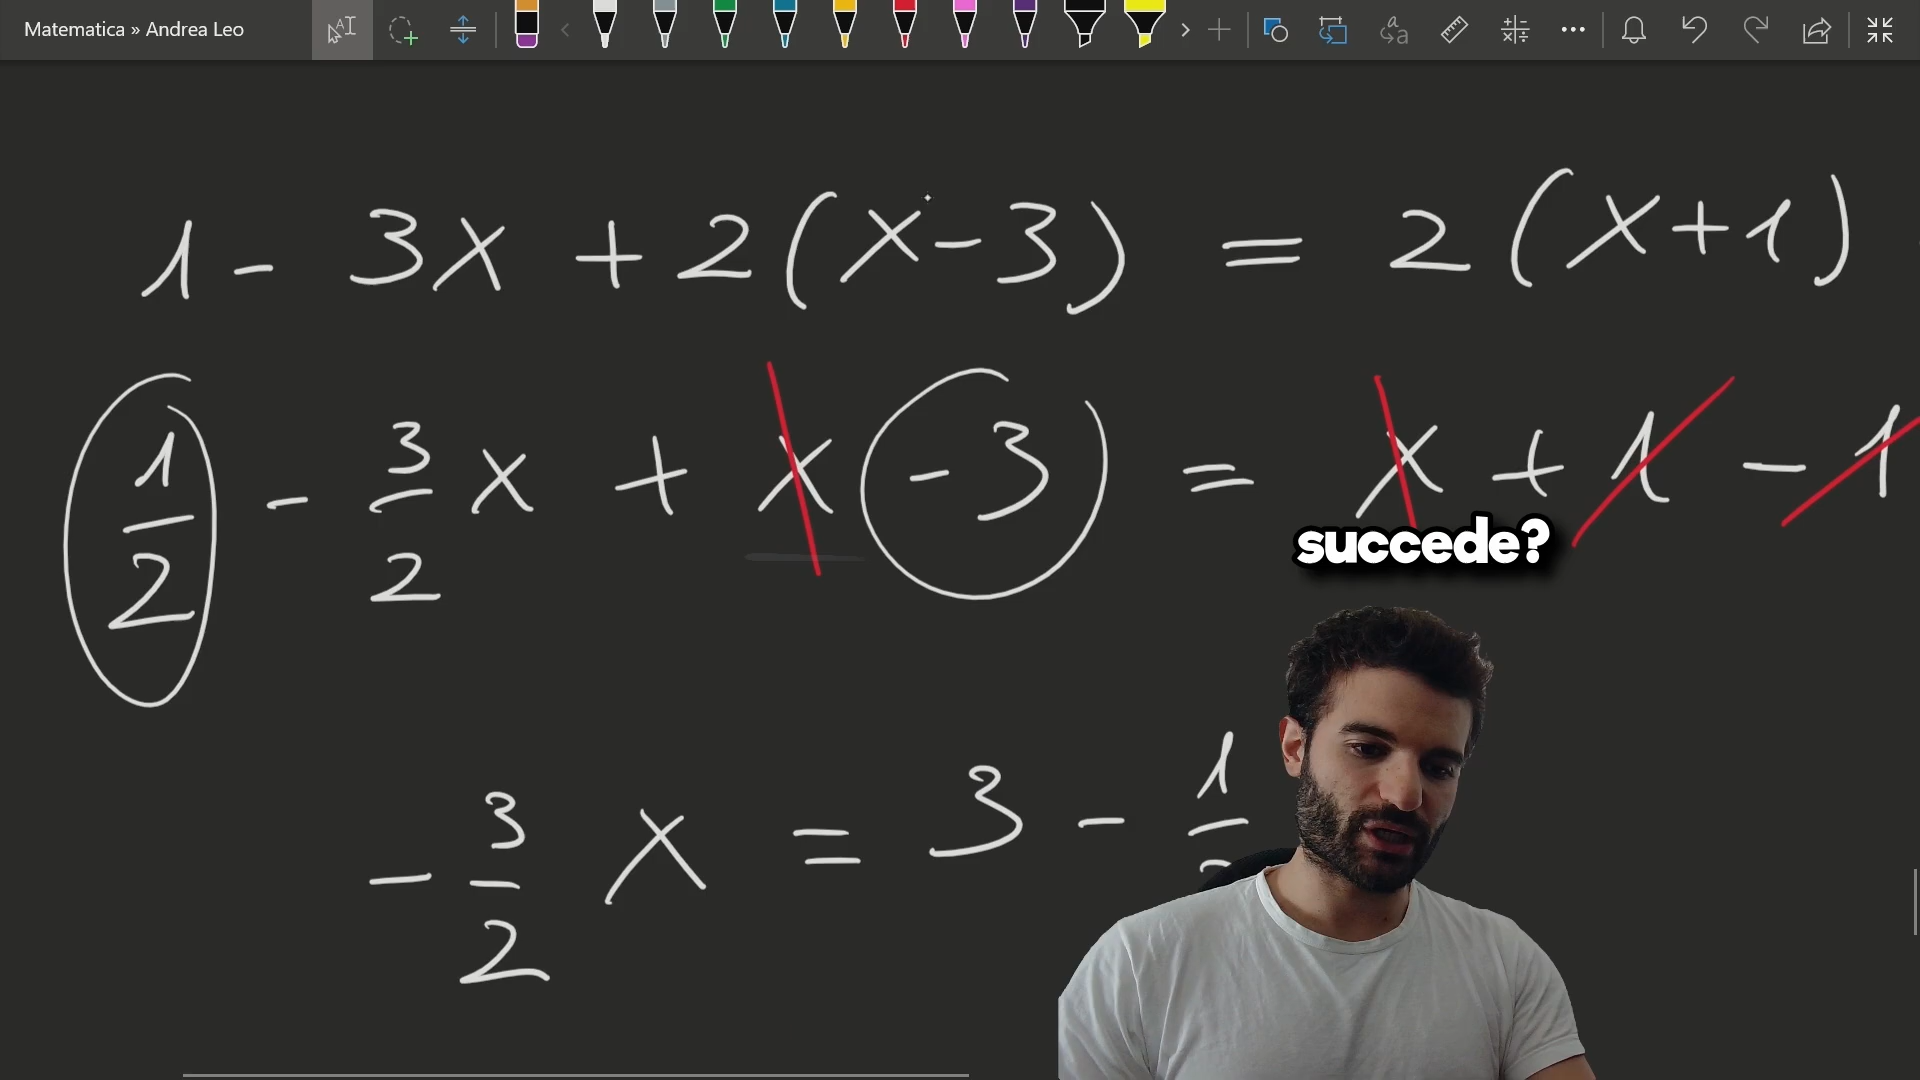 Matematica » Andrea Leo
1 - 3x + 2(x-3) = 2(x+1)
1/2 - 3/2 x + x - 3 = x + 1 - 1
succede?
- 3/2 x = 3 - 1/